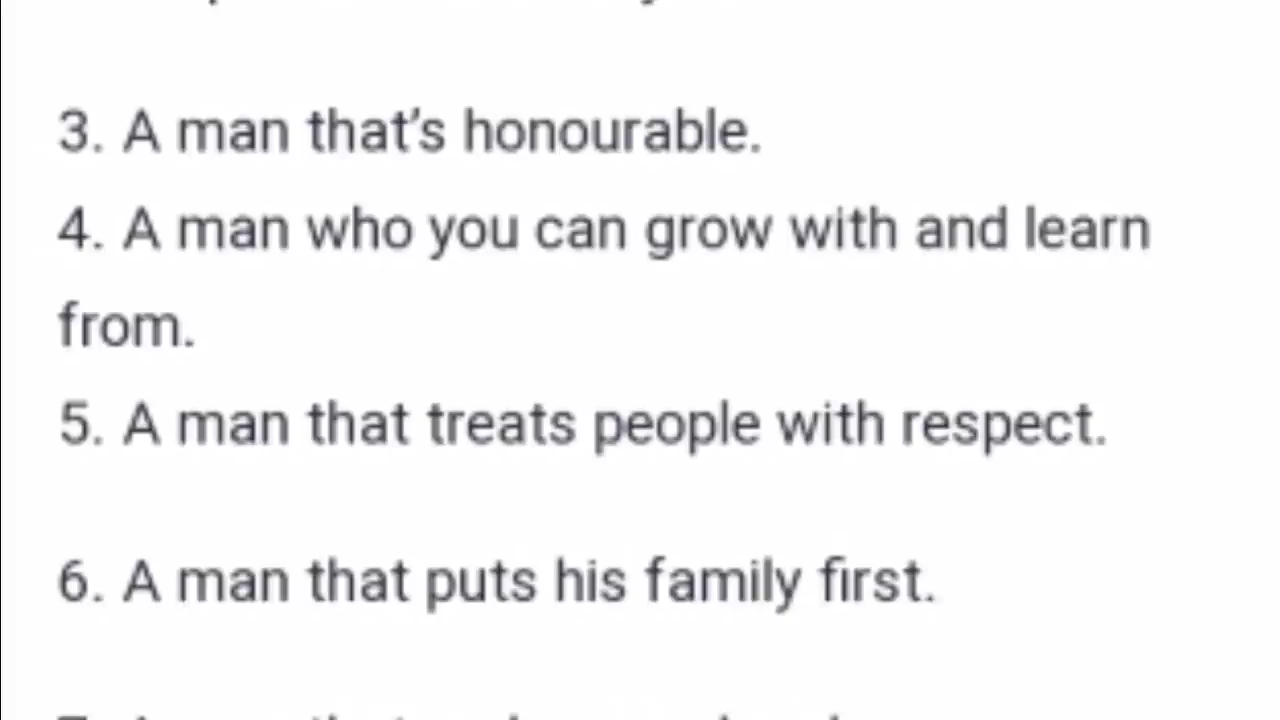 3. A man that's honourable.
4. A man who you can grow with and learn
from.
5. A man that treats people with respect.
6. A man that puts his family first.